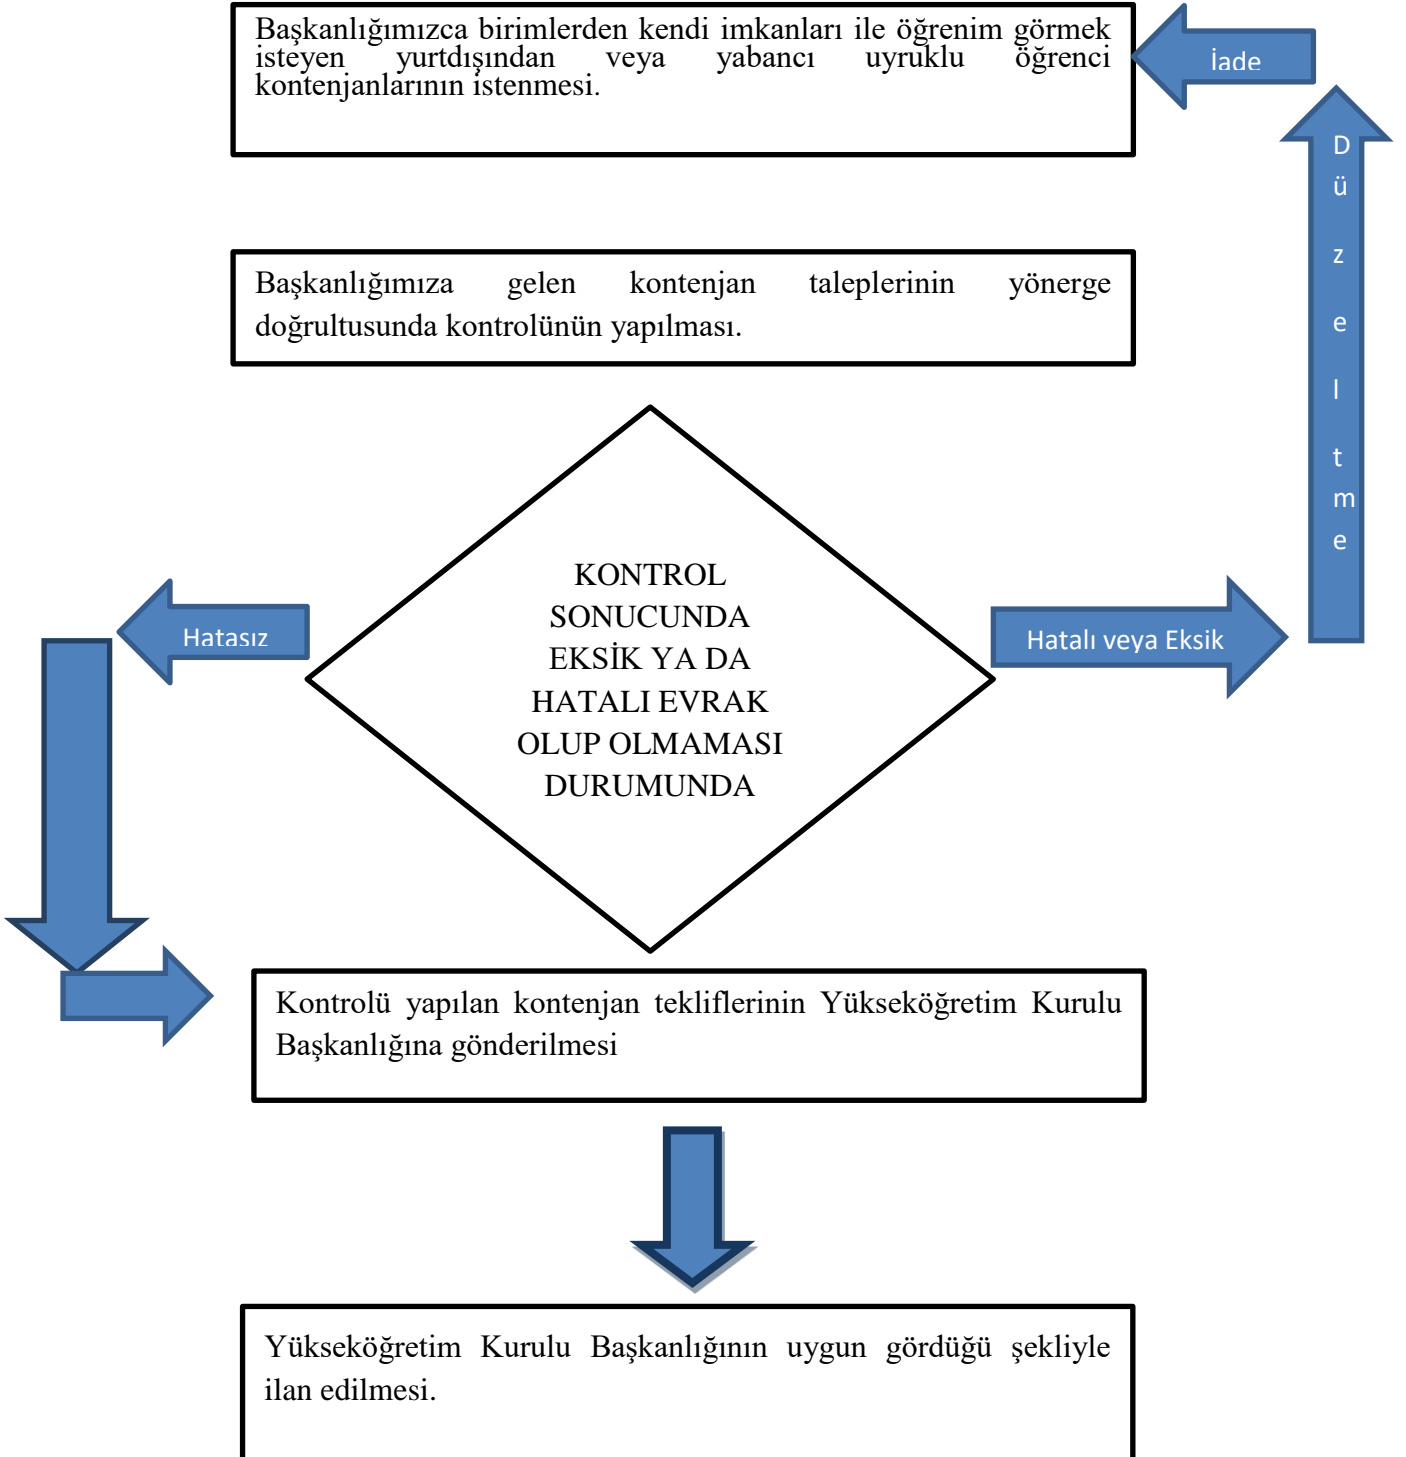 Başkanlığımızca birimlerden kendi imkanları ile öğrenim görmek
isteyen yurtdışından veya yabancı uyruklu öğrenci
kontenjanlarının istenmesi.
İade
D
ü
z
e
l
t
m
e
Başkanlığımıza gelen kontenjan taleplerinin yönerge
doğrultusunda kontrolünün yapılması.
KONTROL
SONUCUNDA
EKSİK YA DA
HATALI EVRAK
OLUP OLMAMASI
DURUMUNDA
Hatasız
Hatalı veya Eksik
Kontrolü yapılan kontenjan tekliflerinin Yükseköğretim Kurulu
Başkanlığına gönderilmesi
Yükseköğretim Kurulu Başkanlığının uygun gördüğü şekliyle
ilan edilmesi.